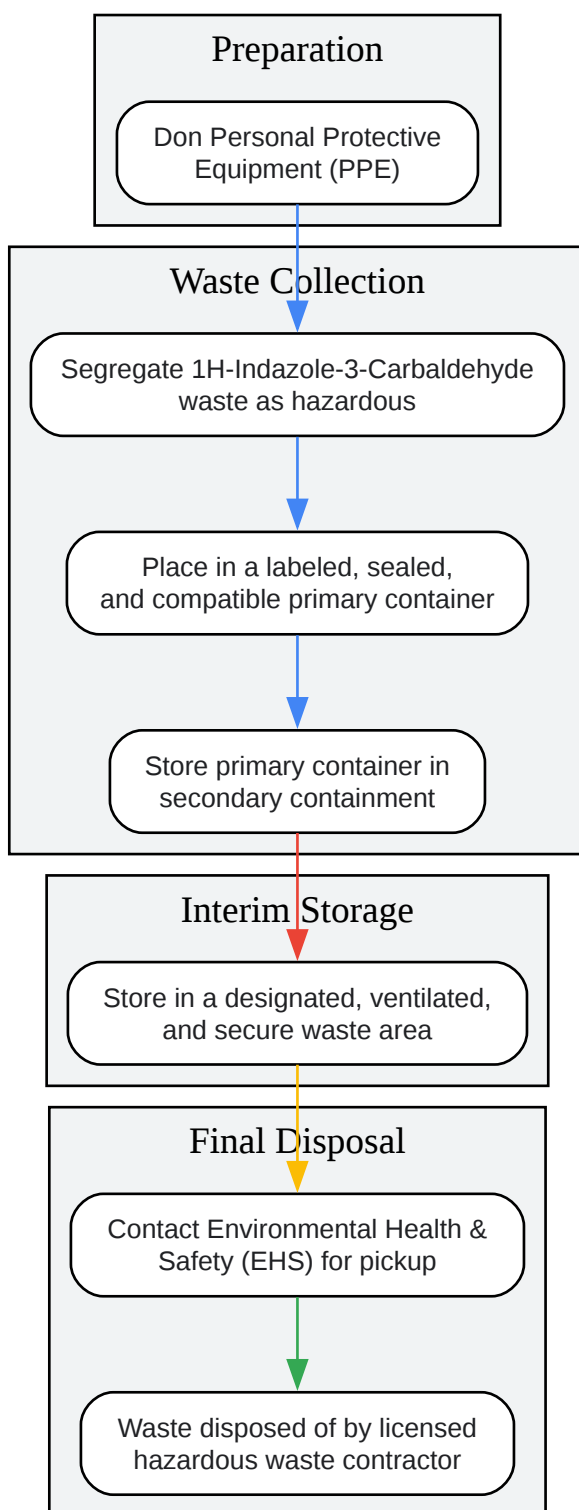 Preparation
Don Personal Protective
Equipment (PPE)
Waste Collection
Segregate 1H-Indazole-3-Carbaldehyde
waste as hazardous
Place in a labeled, sealed,
and compatible primary container
Store primary container in
secondary containment
Interim Storage
Store in a designated, ventilated,
and secure waste area
Final Disposal
Contact Environmental Health &
Safety (EHS) for pickup
Waste disposed of by licensed
hazardous waste contractor